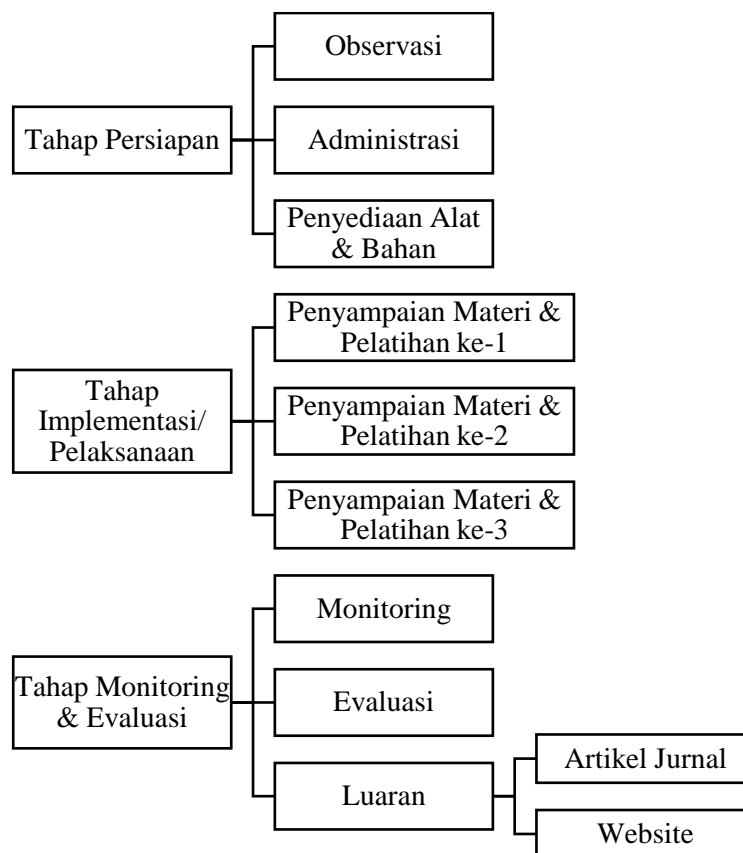 Observasi
Tahap Persiapan
Administrasi
Penyediaan Alat
& Bahan
Penyampaian Materi &
Pelatihan ke-1
Tahap
Implementasi/
Pelaksanaan
Penyampaian Materi &
Pelatihan ke-2
Penyampaian Materi &
Pelatihan ke-3
Monitoring
Tahap Monitoring
& Evaluasi
Evaluasi
Luaran
Artikel Jurnal
Website